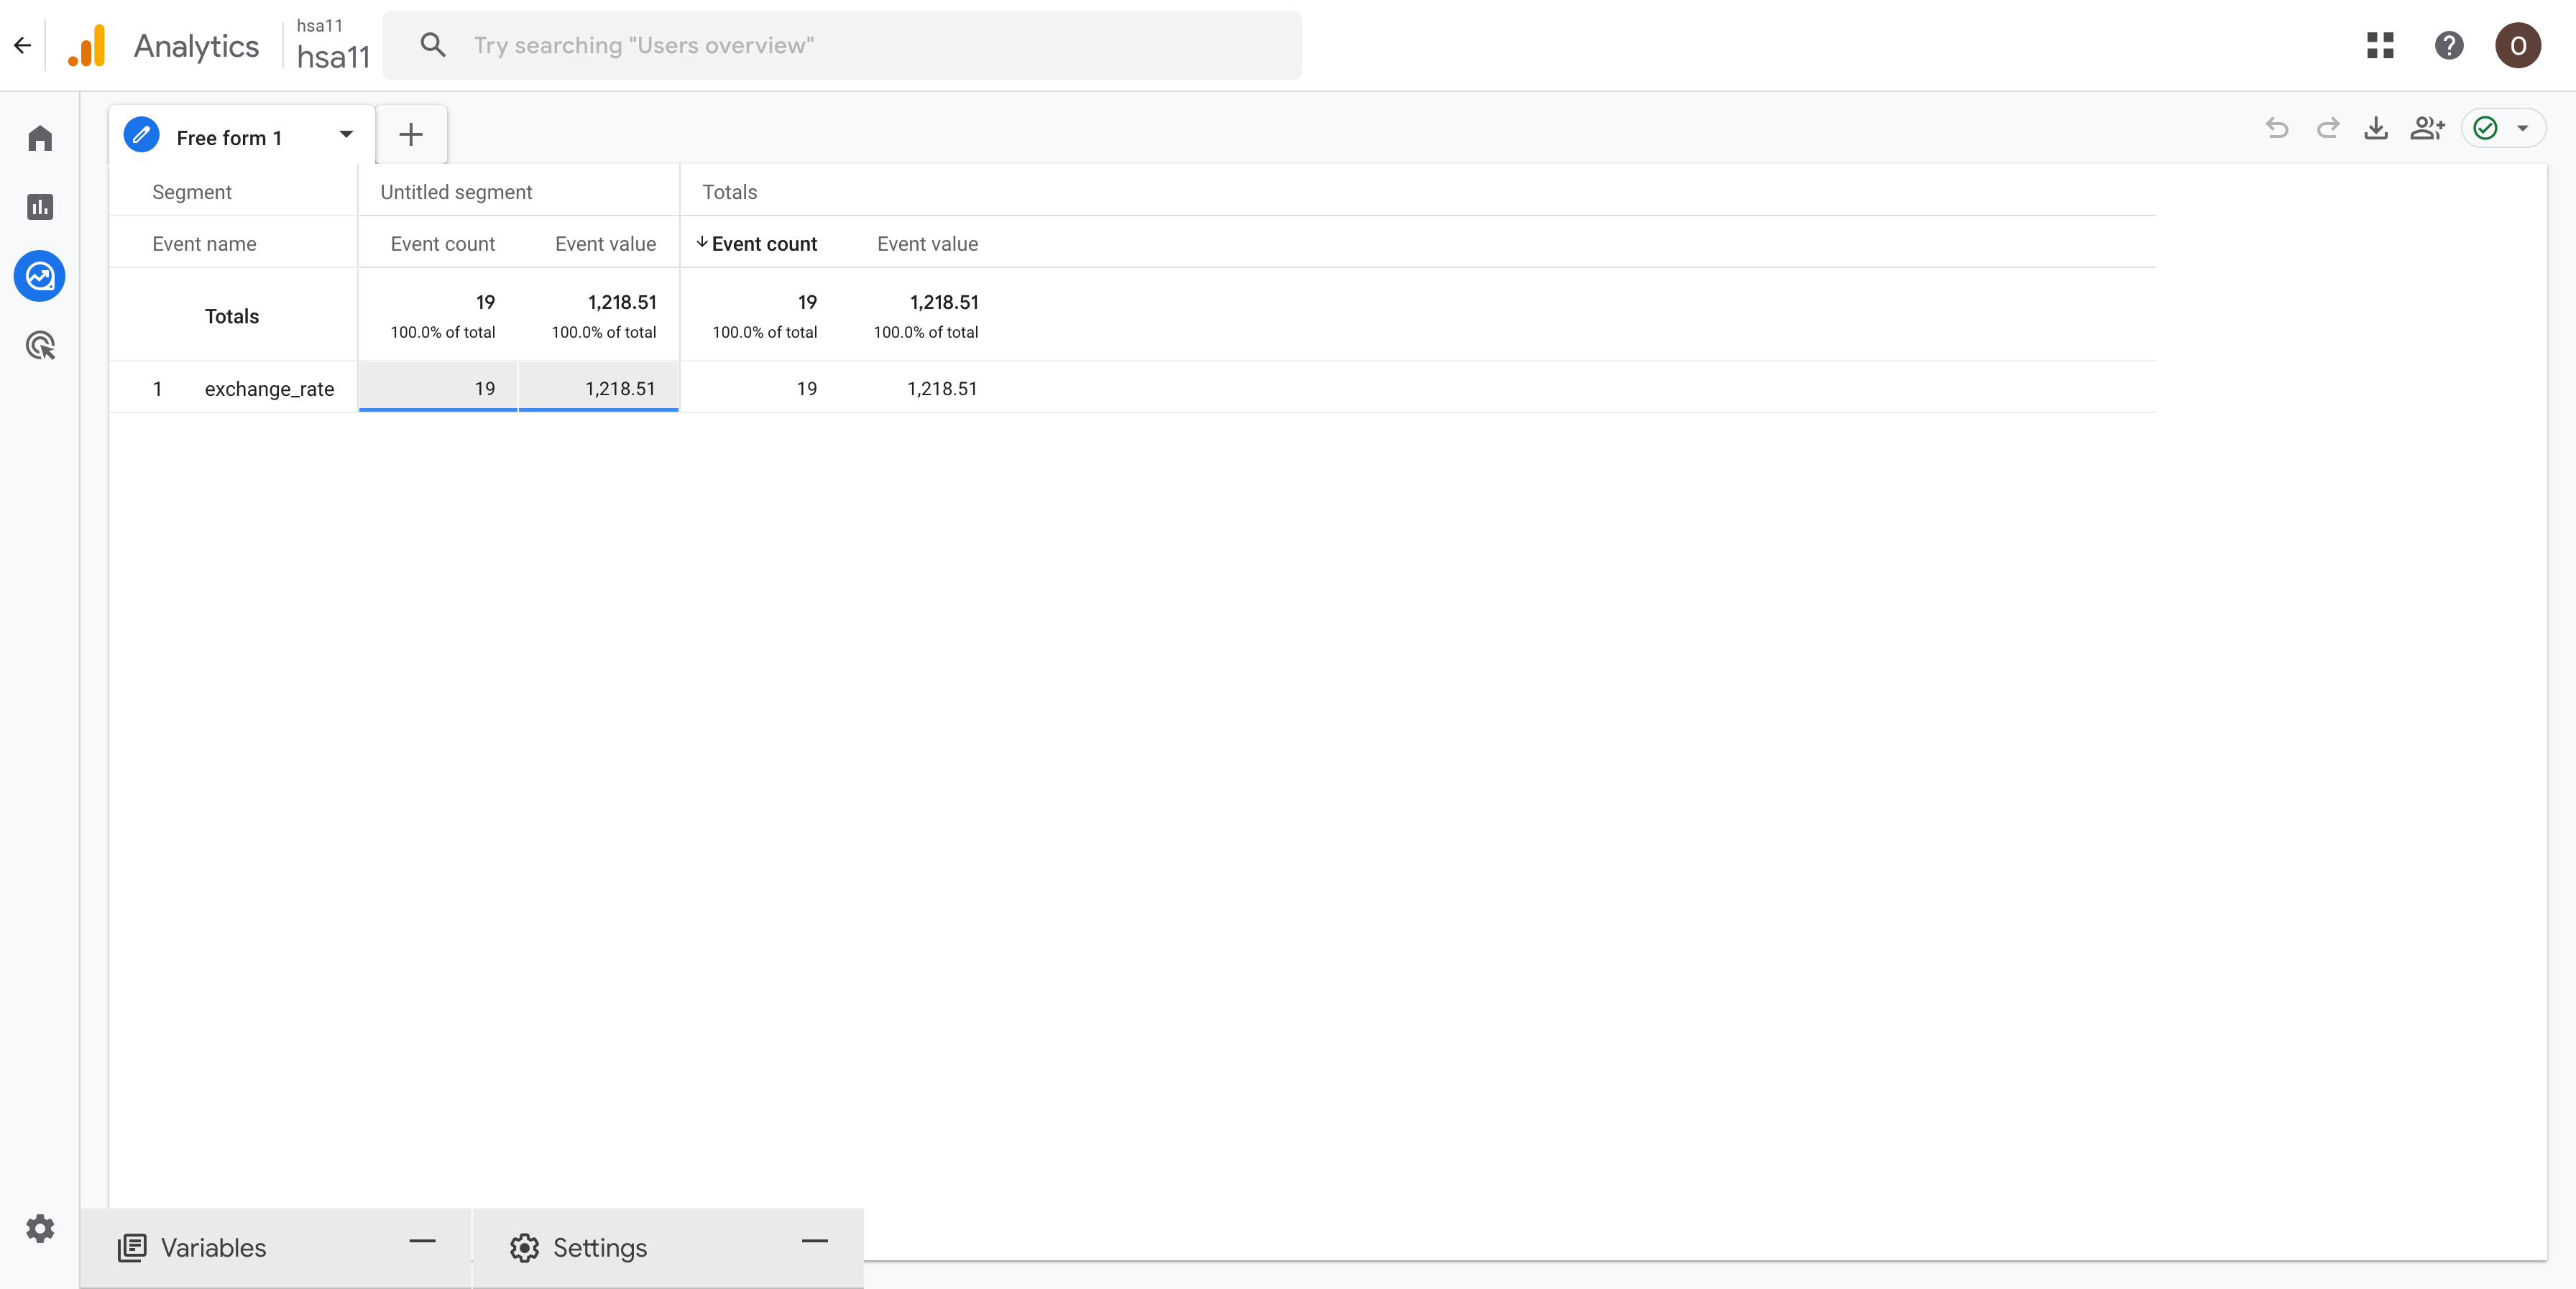 Analytics
hsa11
hsa11
Try searching "Users overview"
O
Free form 1
Segment Untitled segment Totals
Event name Event count Event value Event count Event value
Totals 19 1,218.51 19 1,218.51
100.0% of total 100.0% of total 100.0% of total 100.0% of total
1 exchange_rate 19 1,218.51 19 1,218.51
Variables Settings